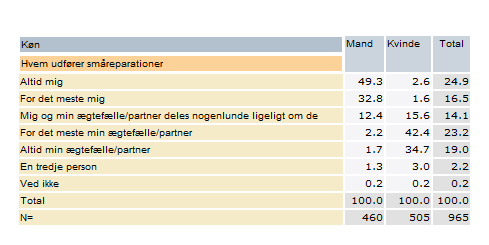 Køn Mand Kvinde Total
Hvem udfører småreparationer
Altid mig 49.3 2.6 24.9
For det meste mig 32.8 1.6 16.5
Mig og min ægtefælle/partner deles nogenlunde ligeligt om de 12.4 15.6 14.1
For det meste min ægtefælle/partner 2.2 42.4 23.2
Altid min ægtefælle/partner 1.7 34.7 19.0
En tredje person 1.3 3.0 2.2
Ved ikke 0.2 0.2 0.2
Total 100.0 100.0 100.0
N= 460 505 965